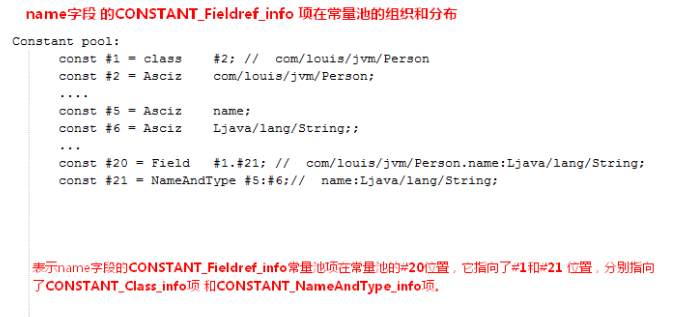 name字段 的CONSTANT_Fieldref_info 项在常量池的组织和分布
Constant pool:
const #1 = class    #2; //  com/louis/jvm/Person
const #2 = Asciz    com/louis/jvm/Person;
....
const #5 = Asciz    name;
const #6 = Asciz    Ljava/lang/String;;
...
const #20 = Field   #1.#21; //  com/louis/jvm/Person.name:Ljava/lang/String;
const #21 = NameAndType #5:#6;//  name:Ljava/lang/String;
表示name字段的CONSTANT_Fieldref_info常量池项在常量池的#20位置，它指向了#1和#21 位置，分别指向
了CONSTANT_Class_info项 和CONSTANT_NameAndType_info项。